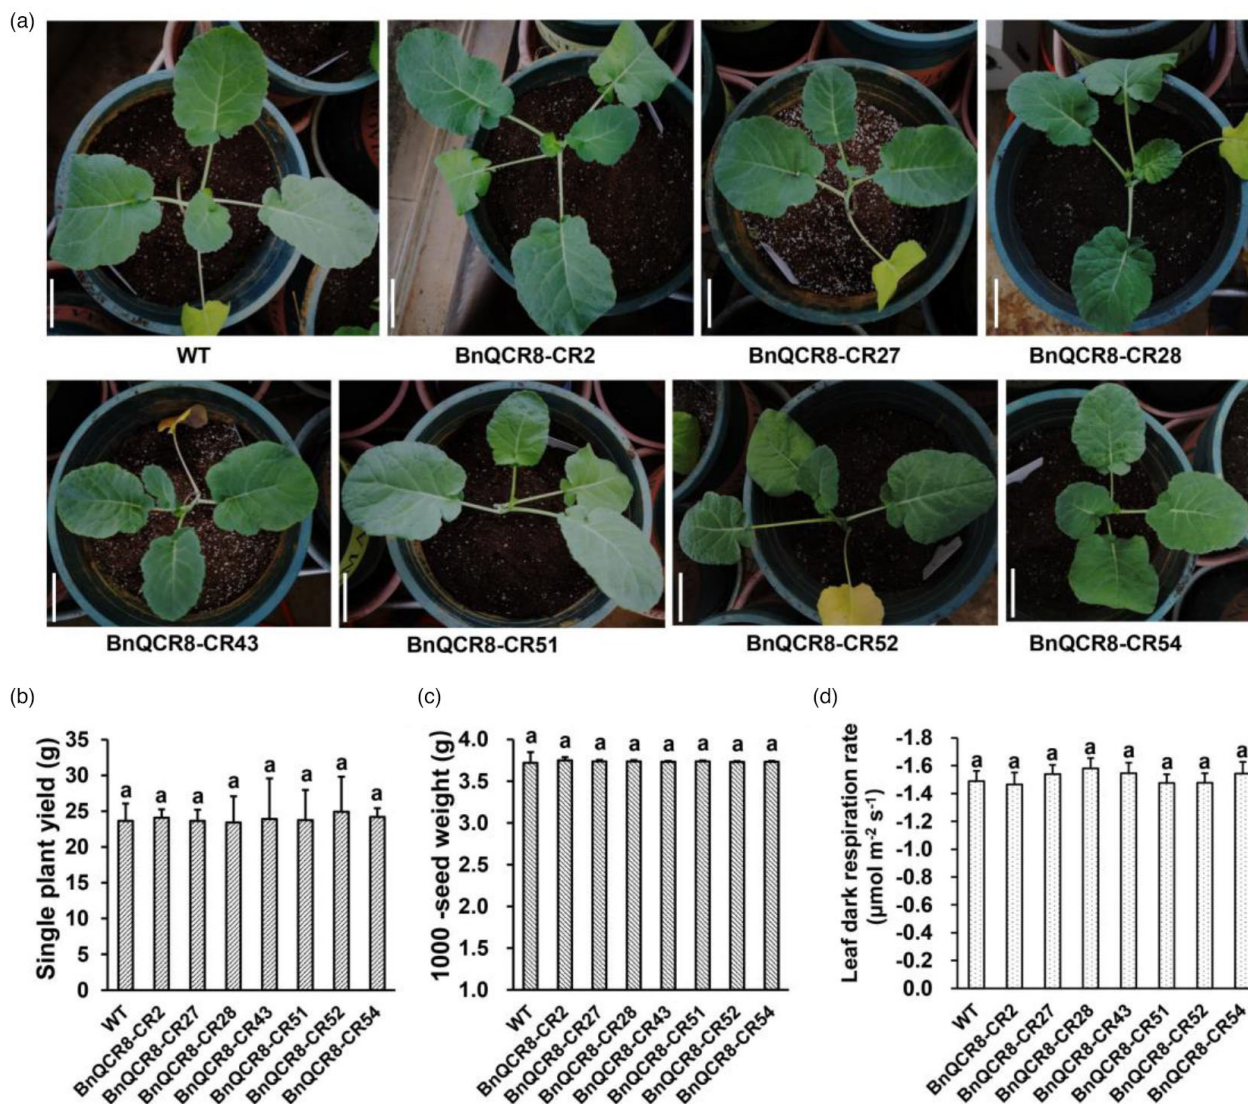 (a)
WT BnQCR8-CR2 BnQCR8-CR27 BnQCR8-CR28
BnQCR8-CR43 BnQCR8-CR51 BnQCR8-CR52 BnQCR8-CR54
(b)
Single plant yield (g)
35
30
25
20
15
10
5
0
a a a a a a a a
WT
BnQCR8-CR2
BnQCR8-CR27
BnQCR8-CR28
BnQCR8-CR43
BnQCR8-CR51
BnQCR8-CR52
BnQCR8-CR54
(c)
1000 -seed weight (g)
4.0
3.5
3.0
2.5
2.0
1.5
1.0
a a a a a a a a
WT
BnQCR8-CR2
BnQCR8-CR27
BnQCR8-CR28
BnQCR8-CR43
BnQCR8-CR51
BnQCR8-CR52
BnQCR8-CR54
(d)
Leaf dark respiration rate
(μmol m⁻² s⁻¹)
-1.8
-1.6
-1.4
-1.2
-1.0
-0.8
-0.6
-0.4
-0.2
0.0
a a a a a a a a
WT
BnQCR8-CR2
BnQCR8-CR27
BnQCR8-CR28
BnQCR8-CR43
BnQCR8-CR51
BnQCR8-CR52
BnQCR8-CR54